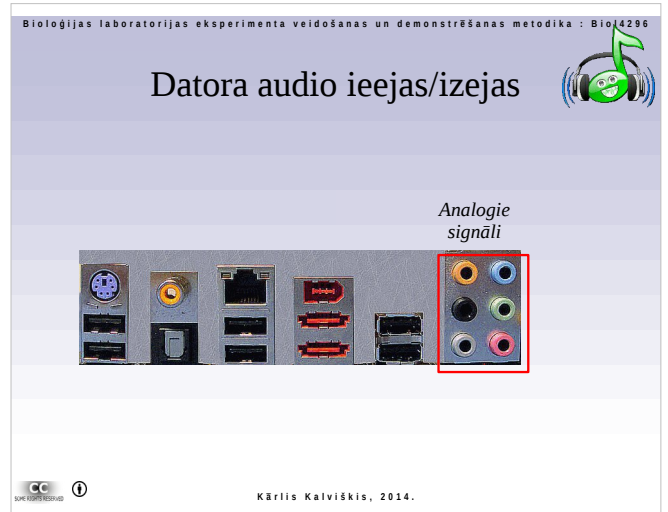 Bioloģijas laboratorijas eksperimenta veidošanas un demonstrēšanas metodika : Biol4296
Datora audio ieejas/izejas
Analogie
signāli
CC
SOME RIGHTS RESERVED
Kārlis Kalviškis, 2014.